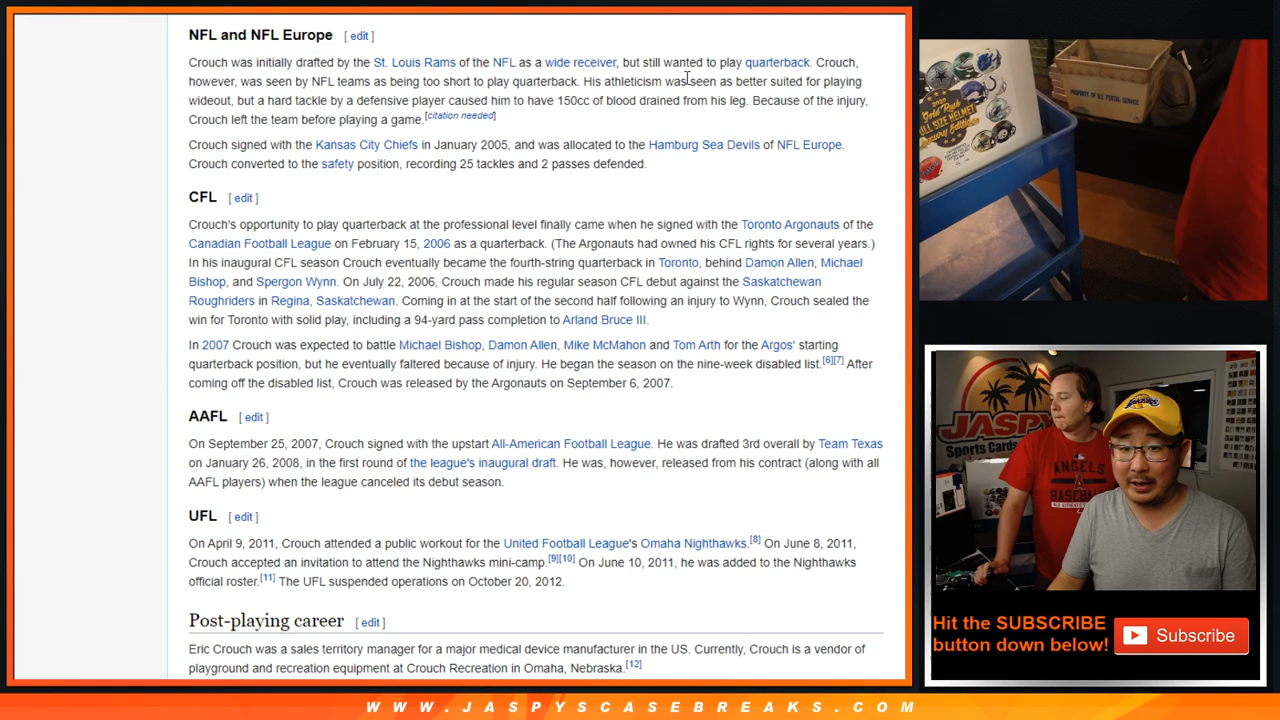 NFL and NFL Europe [ edit ]
Crouch was initially drafted by the St. Louis Rams of the NFL as a wide receiver, but still wanted to play quarterback. Crouch,
however, was seen by NFL teams as being too short to play quarterback. His athleticism was seen as better suited for playing
wideout, but a hard tackle by a defensive player caused him to have 150cc of blood drained from his leg. Because of the injury,
Crouch left the team before playing a game.[citation needed]
Crouch signed with the Kansas City Chiefs in January 2005, and was allocated to the Hamburg Sea Devils of NFL Europe.
Crouch converted to the safety position, recording 25 tackles and 2 passes defended.
CFL [ edit ]
Crouch's opportunity to play quarterback at the professional level finally came when he signed with the Toronto Argonauts of the
Canadian Football League on February 15, 2006 as a quarterback. (The Argonauts had owned his CFL rights for several years.)
In his inaugural CFL season Crouch eventually became the fourth-string quarterback in Toronto, behind Damon Allen, Michael
Bishop, and Spergon Wynn. On July 22, 2006, Crouch made his regular season CFL debut against the Saskatchewan
Roughriders in Regina, Saskatchewan. Coming in at the start of the second half following an injury to Wynn, Crouch sealed the
win for Toronto with solid play, including a 94-yard pass completion to Arland Bruce III.
In 2007 Crouch was expected to battle Michael Bishop, Damon Allen, Mike McMahon and Tom Arth for the Argos' starting
quarterback position, but he eventually faltered because of injury. He began the season on the nine-week disabled list.[6][7] After
coming off the disabled list, Crouch was released by the Argonauts on September 6, 2007.
AAFL [ edit ]
On September 25, 2007, Crouch signed with the upstart All-American Football League. He was drafted 3rd overall by Team Texas
on January 26, 2008, in the first round of the league's inaugural draft. He was, however, released from his contract (along with all
AAFL players) when the league canceled its debut season.
UFL [ edit ]
On April 9, 2011, Crouch attended a public workout for the United Football League's Omaha Nighthawks.[8] On June 8, 2011,
Crouch accepted an invitation to attend the Nighthawks mini-camp.[9][10] On June 10, 2011, he was added to the Nighthawks
official roster.[11] The UFL suspended operations on October 20, 2012.
Post-playing career [ edit ]
Eric Crouch was a sales territory manager for a major medical device manufacturer in the US. Currently, Crouch is a vendor of
playground and recreation equipment at Crouch Recreation in Omaha, Nebraska.[12]
2020
Gold Rush
FULL SIZE HELMET
Edition
PROPERTY OF U.S. POSTAL SERVICE
JASPY
Sports Cards
ANGELS
BASEBALL
LAKERS
Hit the SUBSCRIBE
button down below!
Subscribe
WWW.JASPYSCASEBREAKS.COM